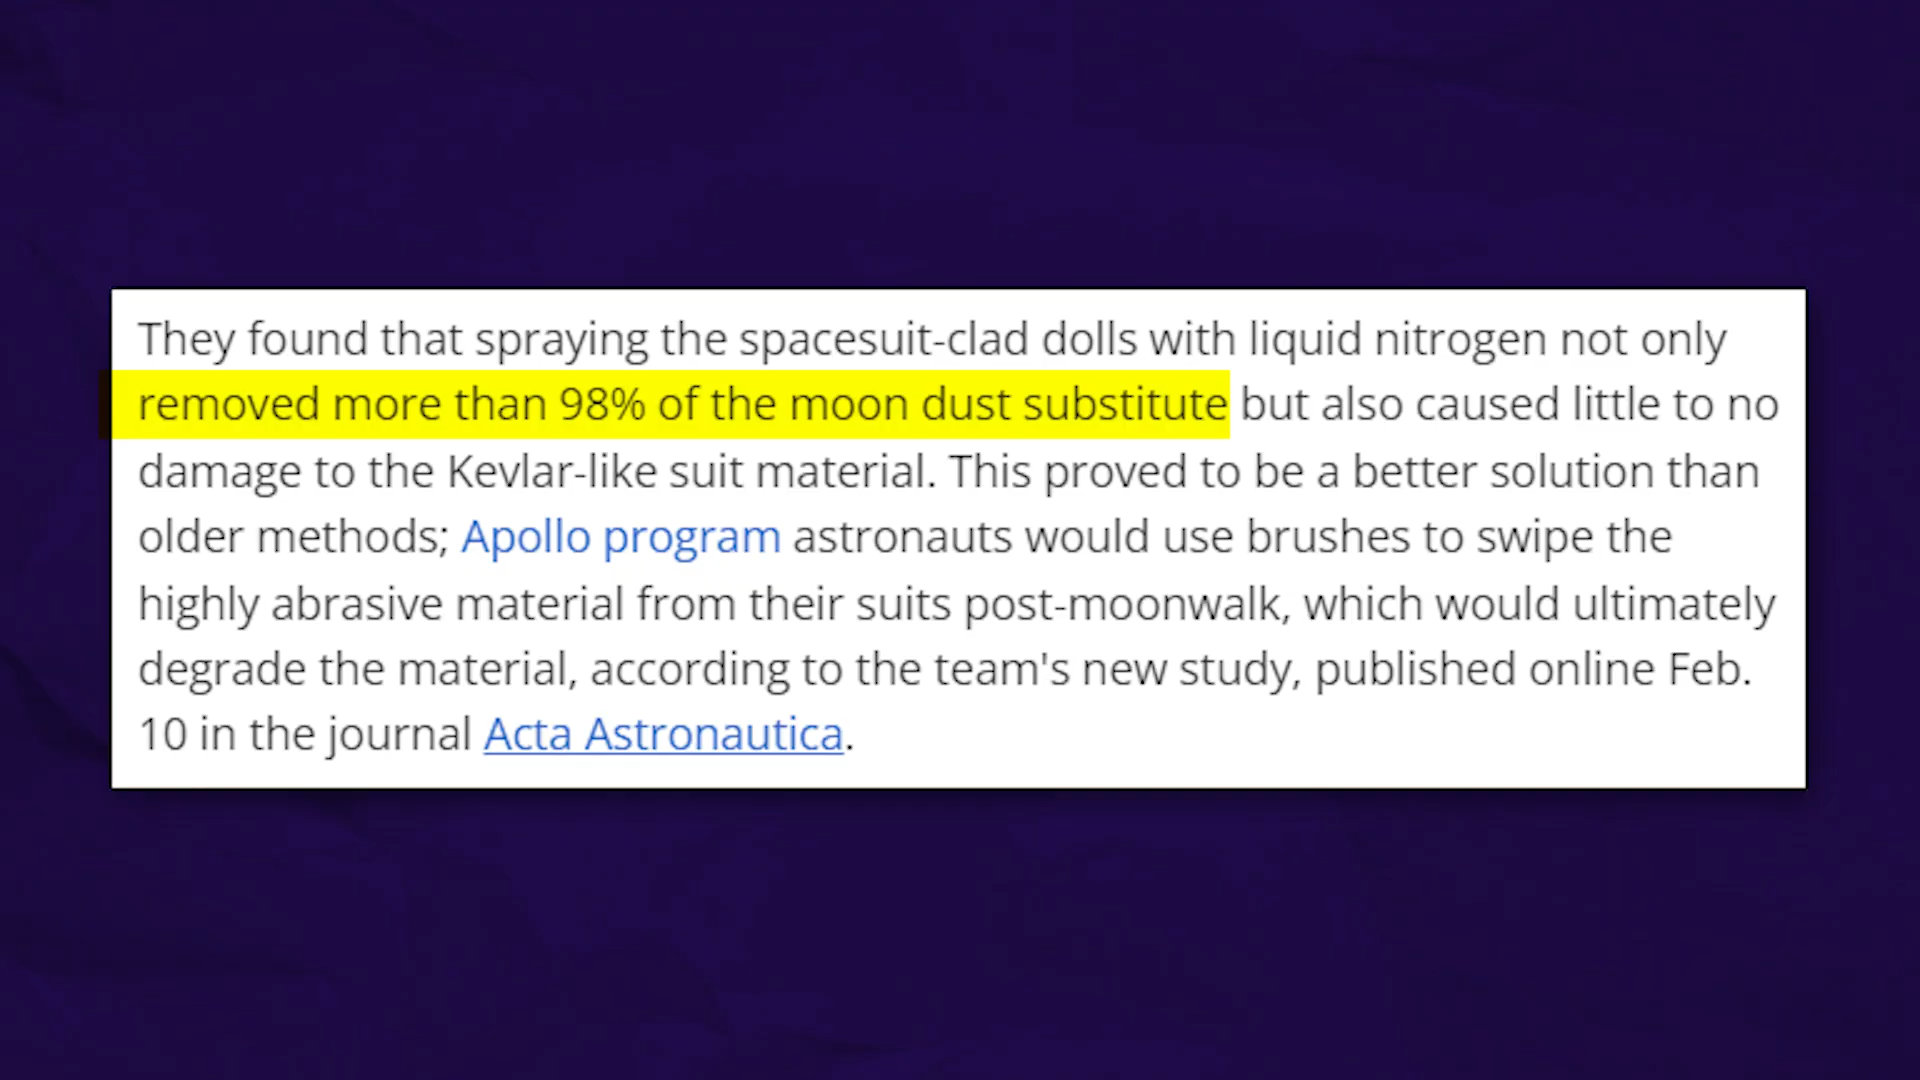 They found that spraying the spacesuit-clad dolls with liquid nitrogen not only
removed more than 98% of the moon dust substitute but also caused little to no
damage to the Kevlar-like suit material. This proved to be a better solution than
older methods; Apollo program astronauts would use brushes to swipe the
highly abrasive material from their suits post-moonwalk, which would ultimately
degrade the material, according to the team's new study, published online Feb.
10 in the journal Acta Astronautica.